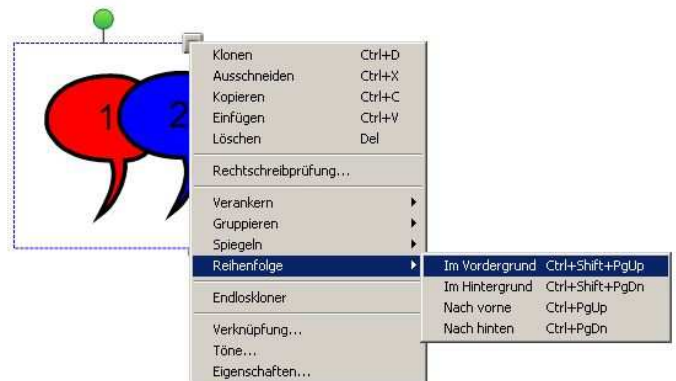 1 2
Klonen Ctrl+D
Ausschneiden Ctrl+X
Kopieren Ctrl+C
Einfügen Ctrl+V
Löschen Del
Rechtschreibprüfung...
Verankern
Gruppieren
Spiegeln
Reihenfolge
Im Vordergrund Ctrl+Shift+PgUp
Im Hintergrund Ctrl+Shift+PgDn
Nach vorne Ctrl+PgUp
Nach hinten Ctrl+PgDn
Endloskloner
Verknüpfung...
Töne...
Eigenschaften...